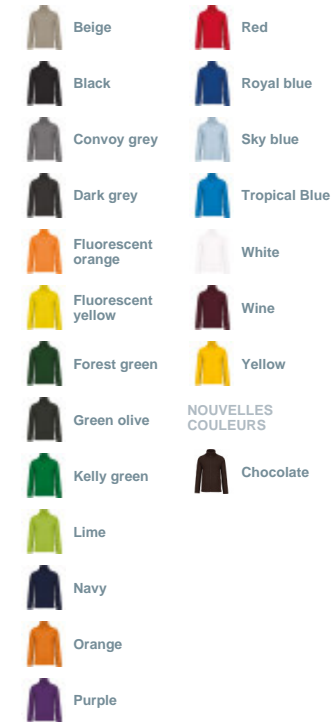 Beige
Black
Convoy grey
Dark grey
Fluorescent
orange
Fluorescent
yellow
Forest green
Green olive
Kelly green
Lime
Navy
Orange
Purple
Red
Royal blue
Sky blue
Tropical Blue
White
Wine
Yellow
NOUVELLES
COULEURS
Chocolate